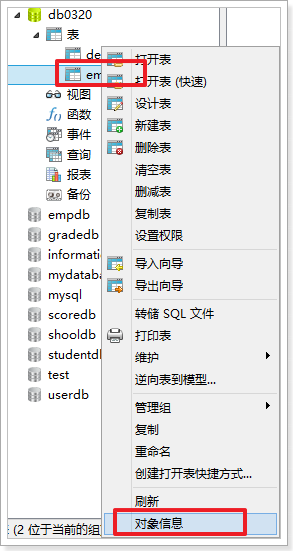 db0320
表
de
em
视图
函数
事件
查询
报表
备份
empdb
gradedb
informati
mydataba
mysql
scoredb
shooldb
studentdb
test
userdb
(2 位于当前的组)
打开表
打开表 (快速)
设计表
新建表
删除表
清空表
删减表
复制表
设置权限
导入向导
导出向导
转储 SQL 文件
打印表
维护
逆向表到模型...
管理组
复制
重命名
创建打开表快捷方式...
刷新
对象信息